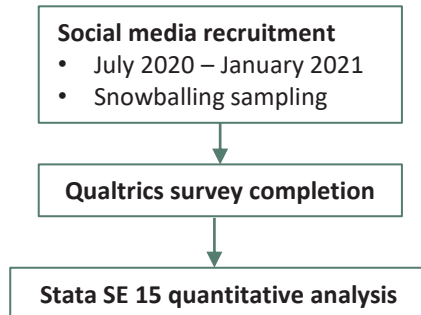 Social media recruitment
• July 2020 – January 2021
• Snowballing sampling
Qualtrics survey completion
Stata SE 15 quantitative analysis